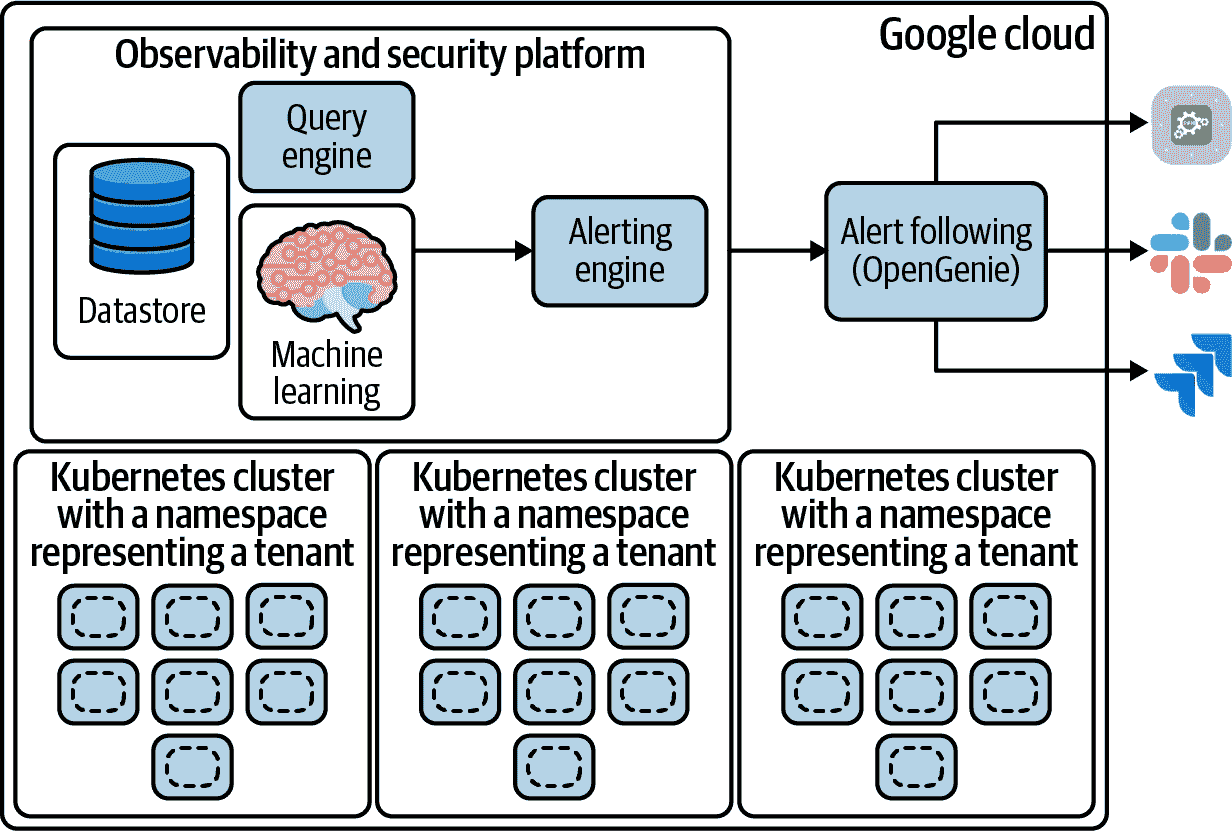 Google cloud
Observability and security platform
Query
engine
Datastore
Machine
learning
Alerting
engine
Alert following
(OpenGenie)
Kubernetes cluster
with a namespace
representing a tenant
Kubernetes cluster
with a namespace
representing a tenant
Kubernetes cluster
with a namespace
representing a tenant